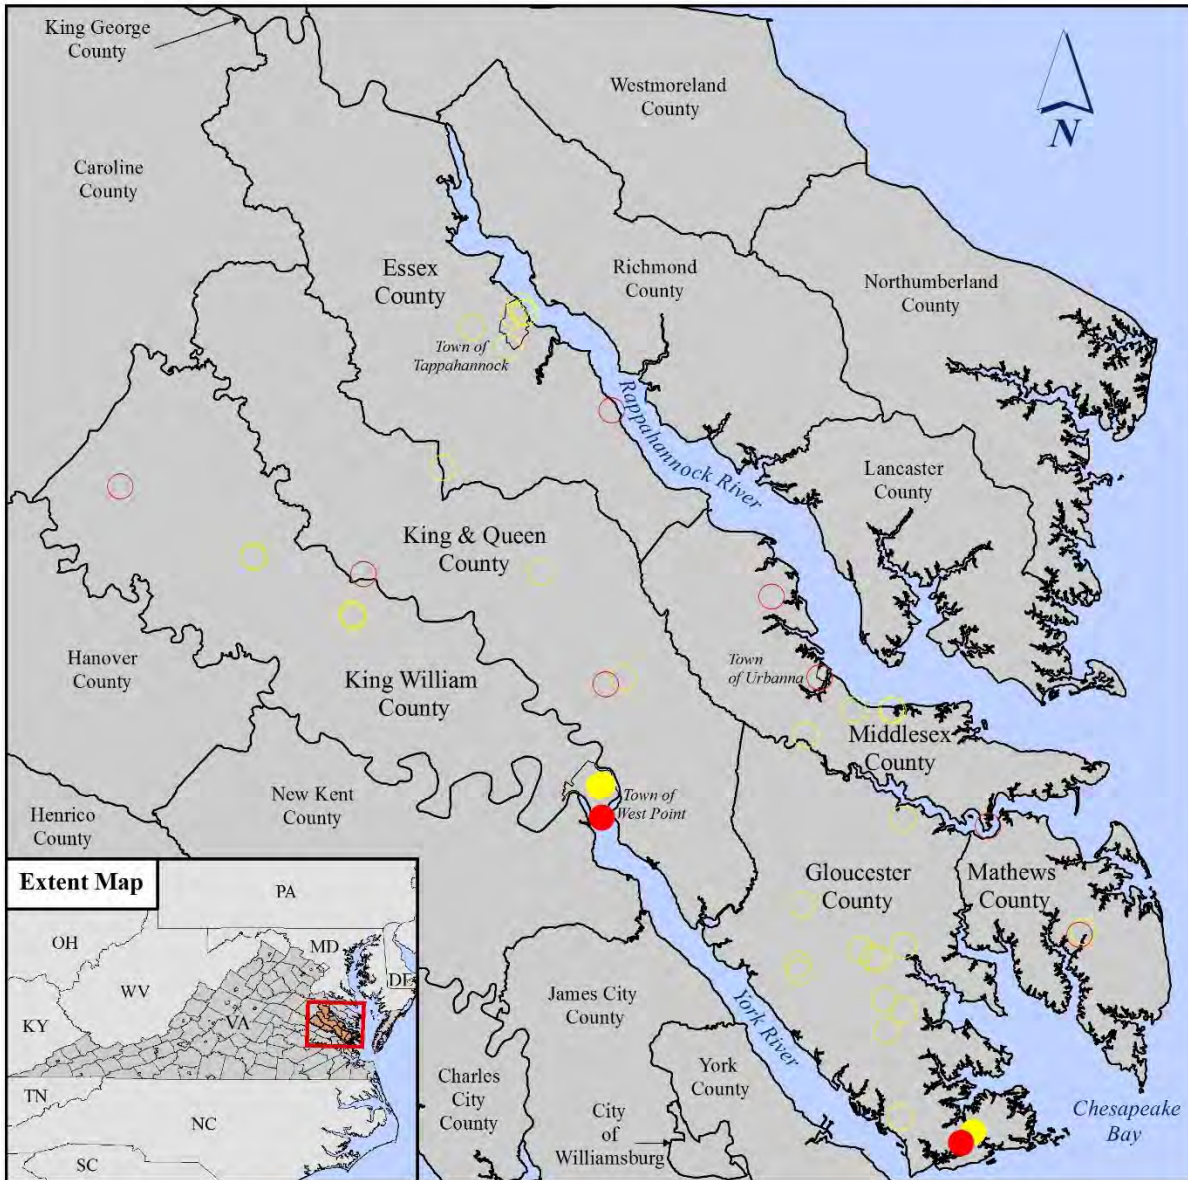 King George
County
Westmoreland
County
N
Caroline
County
Essex
County
Richmond
County
Northumberland
County
Town of
Tappahannock
Rappahannock River
Lancaster
County
King & Queen
County
Hanover
County
King William
County
Town
of Urbanna
Middlesex
County
New Kent
County
Town of
West Point
Henrico
County
Gloucester
County
Mathews
County
James City
County
York River
York
County
Charles
City
County
City
of
Williamsburg
Chesapeake
Bay
Extent Map
PA
OH
MD
DE
WV
KY
VA
TN
NC
SC